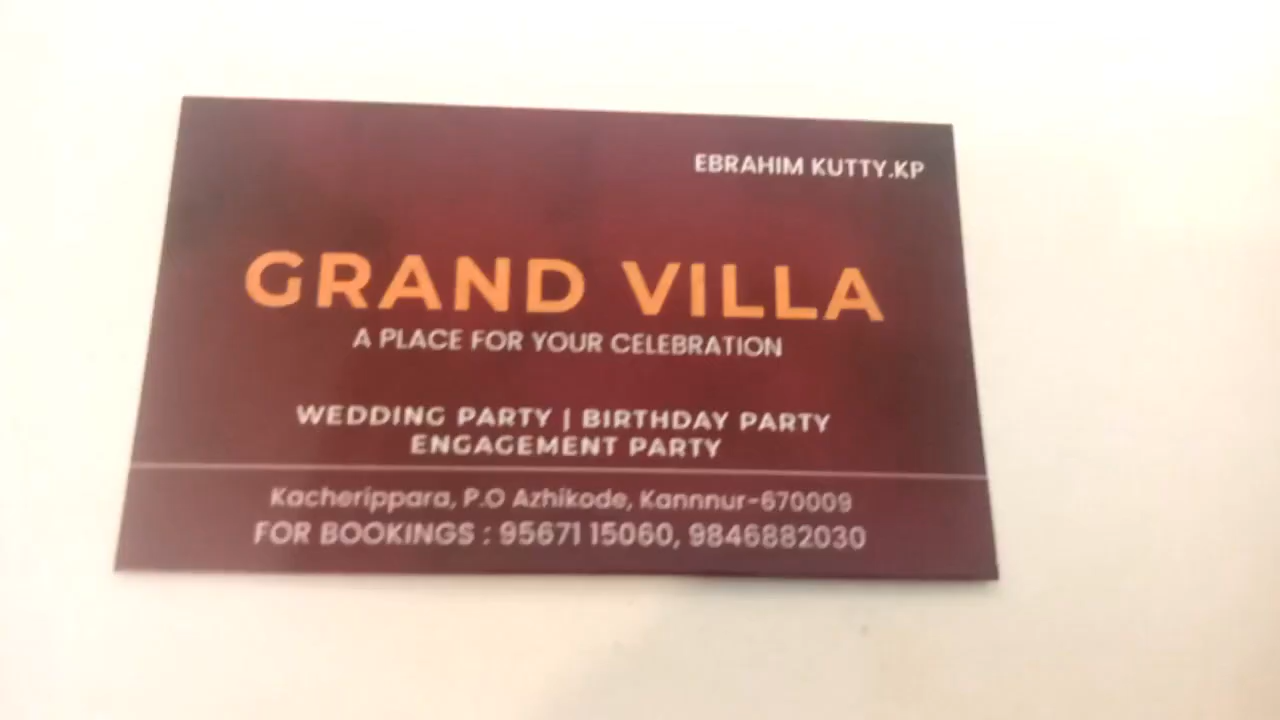 EBRAHIM KUTTY.KP
GRAND VILLA
A PLACE FOR YOUR CELEBRATION
WEDDING PARTY | BIRTHDAY PARTY
ENGAGEMENT PARTY
Kacherippara, P.O Azhikode, Kannnur-670009
FOR BOOKINGS : 95671 15060, 9846882030